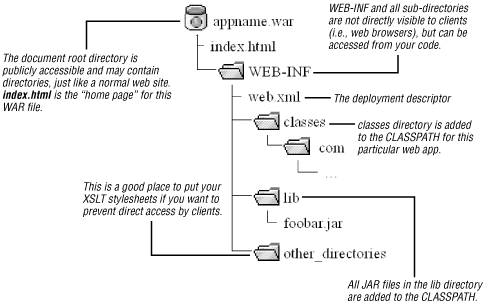 appname.war
WEB-INF and all sub-directories
are not directly visible to clients
(i.e., web browsers), but can be
accessed from your code.
index.html
The document root directory is
publicly accessible and may contain
directories, just like a normal web site.
index.html is the “home page” for this
WAR file.
WEB-INF
web.xml
The deployment descriptor
classes
classes directory is added
to the CLASSPATH for this
particular web app.
com
...
This is a good place to put your
XSLT stylesheets if you want to
prevent direct access by clients.
lib
foobar.jar
other_directories
All JAR files in the lib directory
are added to the CLASSPATH.